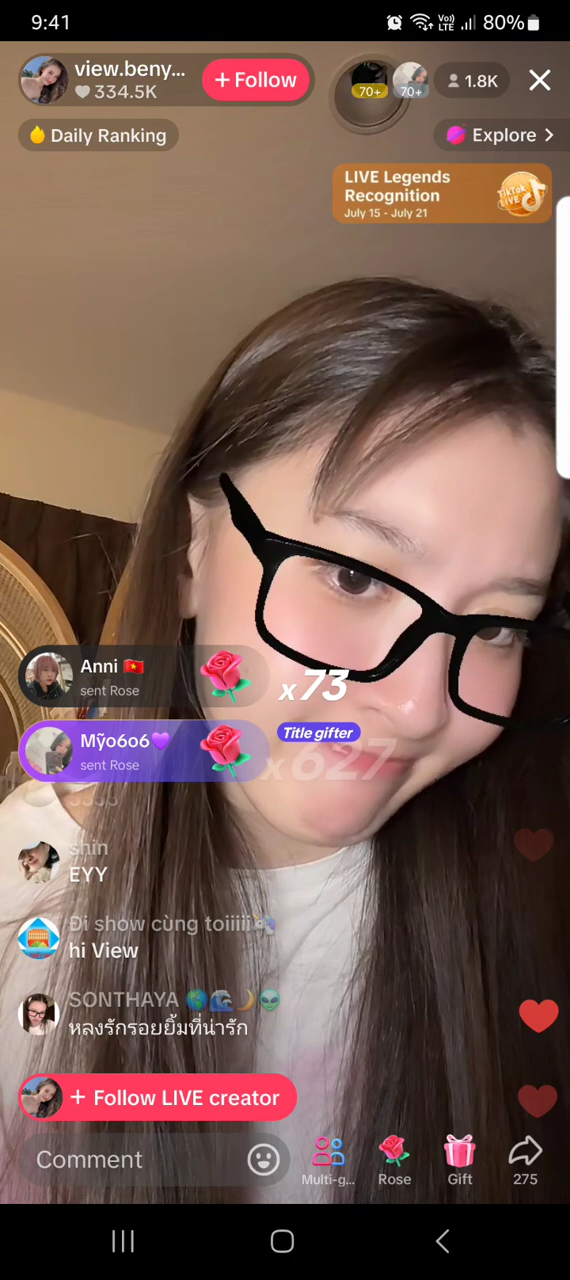 9:41
Vo))
LTE
80%
view.beny...
334.5K
+ Follow
70+
70+
1.8K
Daily Ranking
Explore >
LIVE Legends
Recognition
July 15 - July 21
TikTok
LIVE
Anni 🇻🇳
sent Rose
x73
Mỹo6o6💜
sent Rose
Title gifter
x627
shin
EYY
Đi show cùng toiiiii🦄
hi View
SONTHAYA 🌎🌊🌙👽
หลงรักรอยยิ้มที่น่ารัก
+ Follow LIVE creator
Comment
Multi-g...
Rose
Gift
275